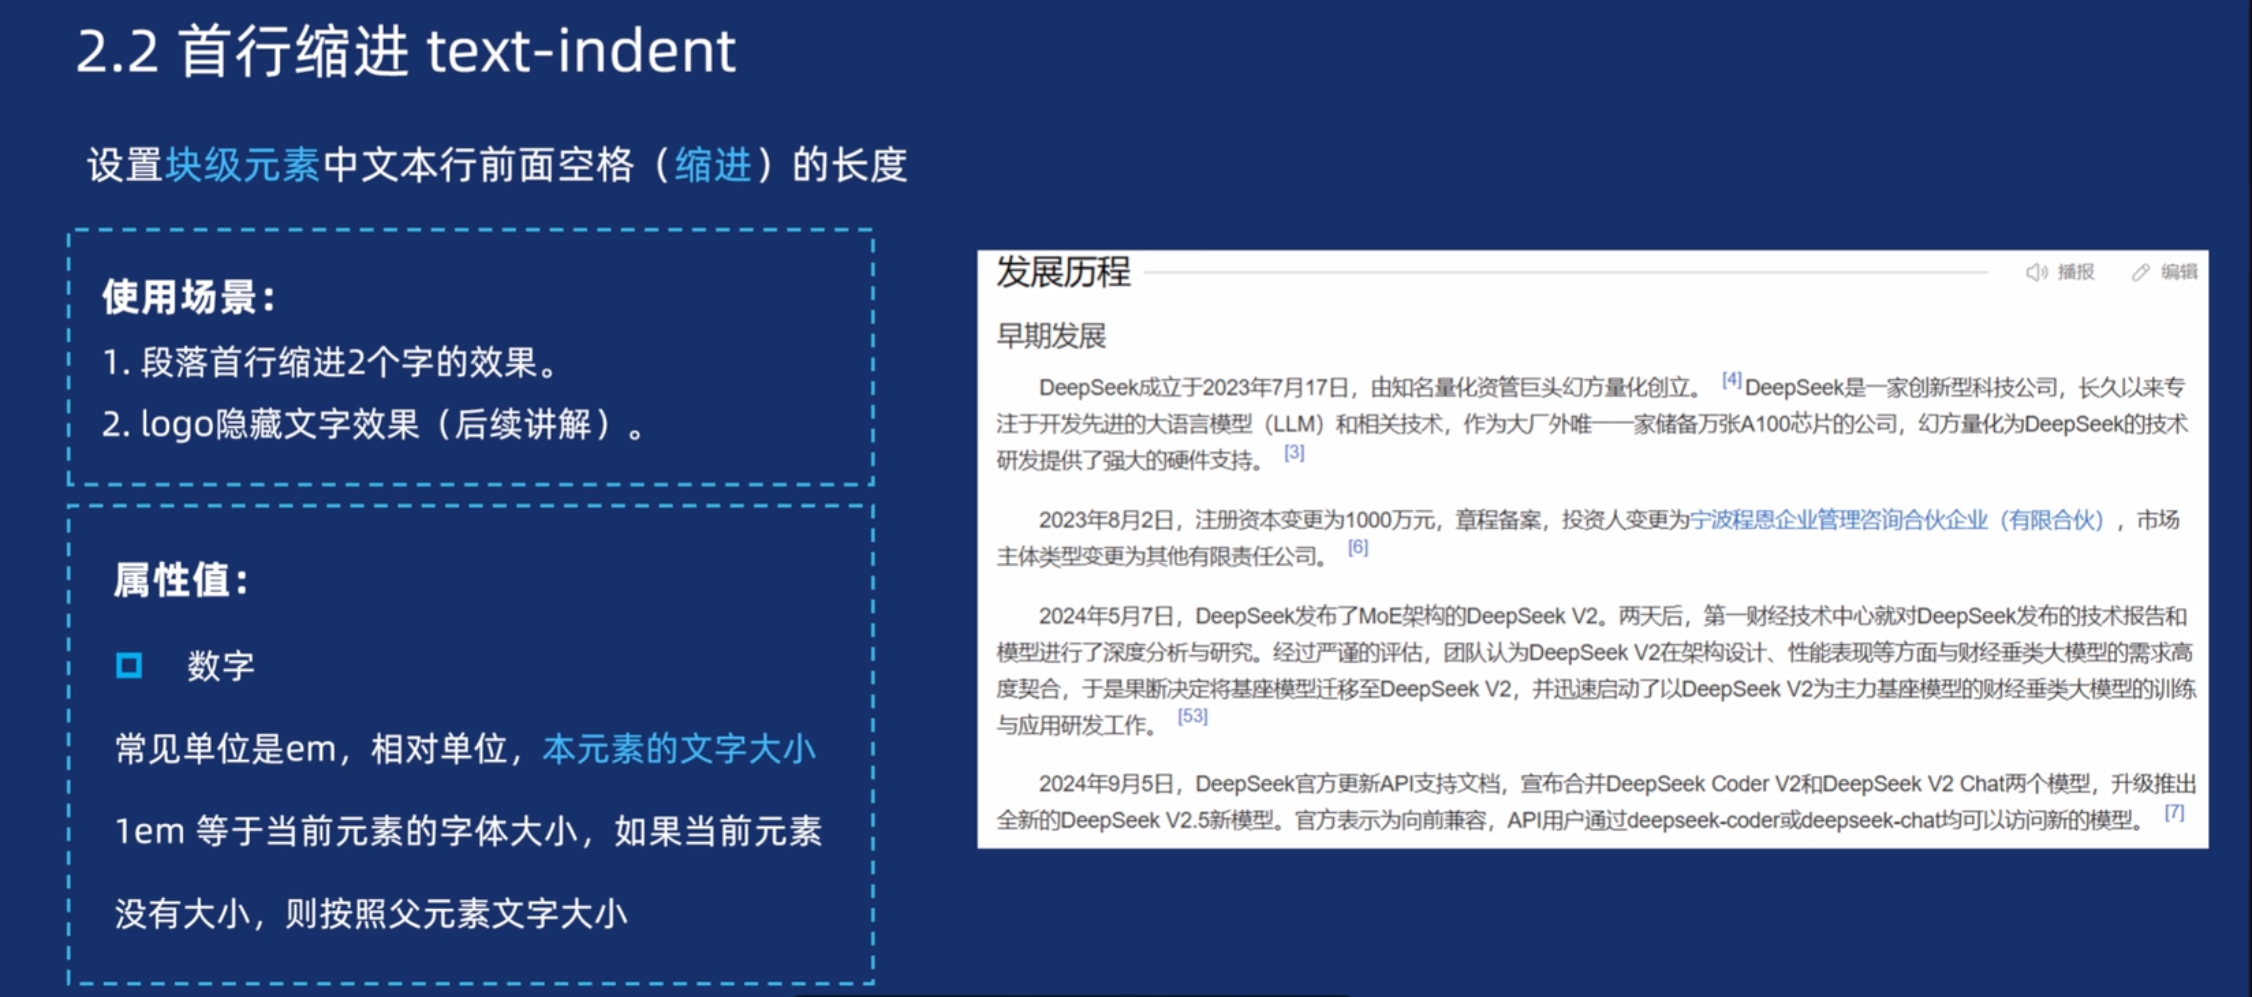 2.2 首行缩进 text-indent
设置块级元素中文本行前面空格（缩进）的长度
使用场景：
1. 段落首行缩进2个字的效果。
2. logo隐藏文字效果（后续讲解）。
属性值：
数字
常见单位是em，相对单位，本元素的文字大小
1em 等于当前元素的字体大小，如果当前元素
没有大小，则按照父元素文字大小
发展历程 播报 编辑
早期发展
DeepSeek成立于2023年7月17日，由知名量化资管巨头幻方量化创立。 [4]DeepSeek是一家创新型科技公司，长久以来专
注于开发先进的大语言模型（LLM）和相关技术，作为大厂外唯一一家储备万张A100芯片的公司，幻方量化为DeepSeek的技术
研发提供了强大的硬件支持。 [3]
2023年8月2日，注册资本变更为1000万元，章程备案，投资人变更为宁波程恩企业管理咨询合伙企业（有限合伙），市场
主体类型变更为其他有限责任公司。 [6]
2024年5月7日，DeepSeek发布了MoE架构的DeepSeek V2。两天后，第一财经技术中心就对DeepSeek发布的技术报告和
模型进行了深度分析与研究。经过严谨的评估，团队认为DeepSeek V2在架构设计、性能表现等方面与财经垂类大模型的需求高
度契合，于是果断决定将基座模型迁移至DeepSeek V2，并迅速启动了以DeepSeek V2为主力基座模型的财经垂类大模型的训练
与应用研发工作。 [53]
2024年9月5日，DeepSeek官方更新API支持文档，宣布合并DeepSeek Coder V2和DeepSeek V2 Chat两个模型，升级推出
全新的DeepSeek V2.5新模型。官方表示为向前兼容，API用户通过deepseek-coder或deepseek-chat均可以访问新的模型。 [7]